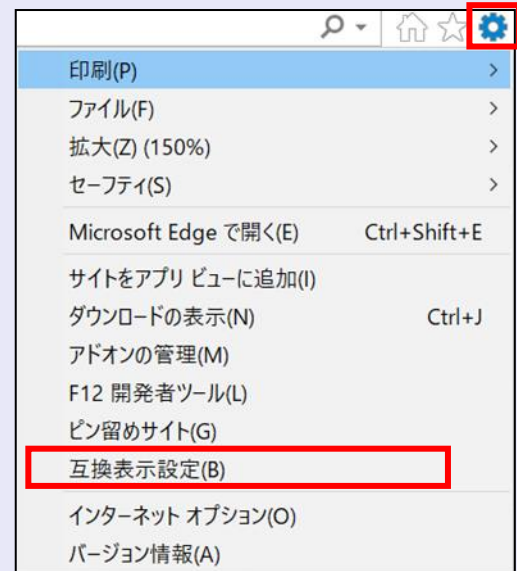 印刷(P)
ファイル(F)
拡大(Z) (150%)
セーフティ(S)
Microsoft Edge で開く(E) Ctrl+Shift+E
サイトをアプリ ビューに追加(I)
ダウンロードの表示(N) Ctrl+J
アドオンの管理(M)
F12 開発者ツール(L)
ピン留めサイト(G)
互換表示設定(B)
インターネット オプション(O)
バージョン情報(A)